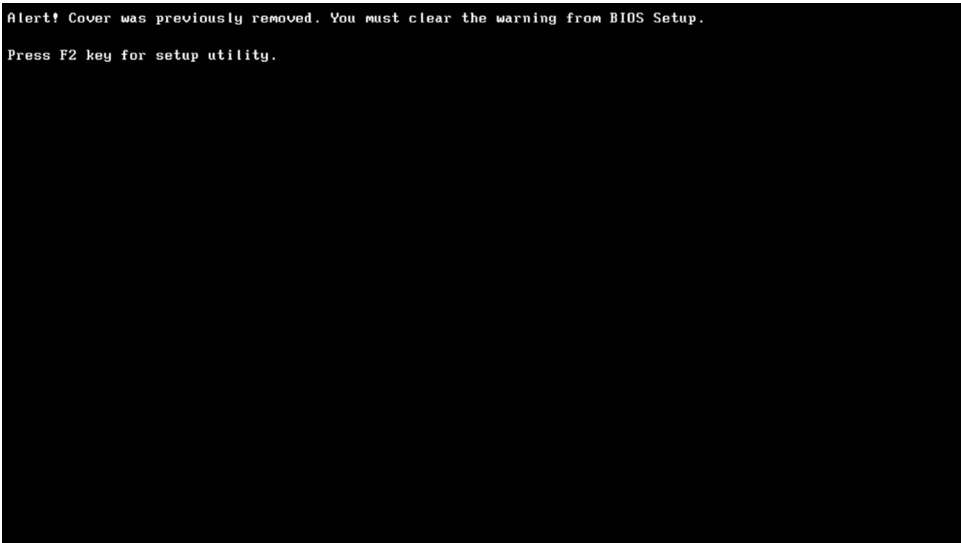 Alert! Cover was previously removed. You must clear the warning from BIOS Setup.
Press F2 key for setup utility.